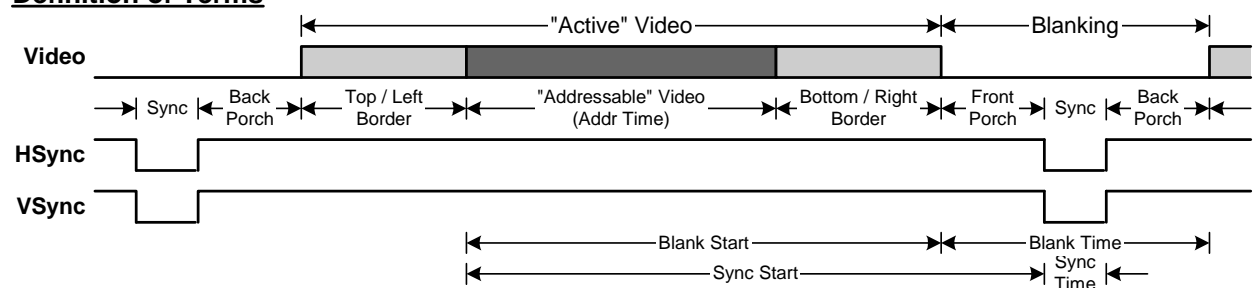 Definition of Terms
"Active" Video
Blanking
Video
Sync
Back Porch
Top / Left Border
"Addressable" Video (Addr Time)
Bottom / Right Border
Front Porch
Sync
Back Porch
HSync
VSync
Blank Start
Blank Time
Sync Start
Sync Time